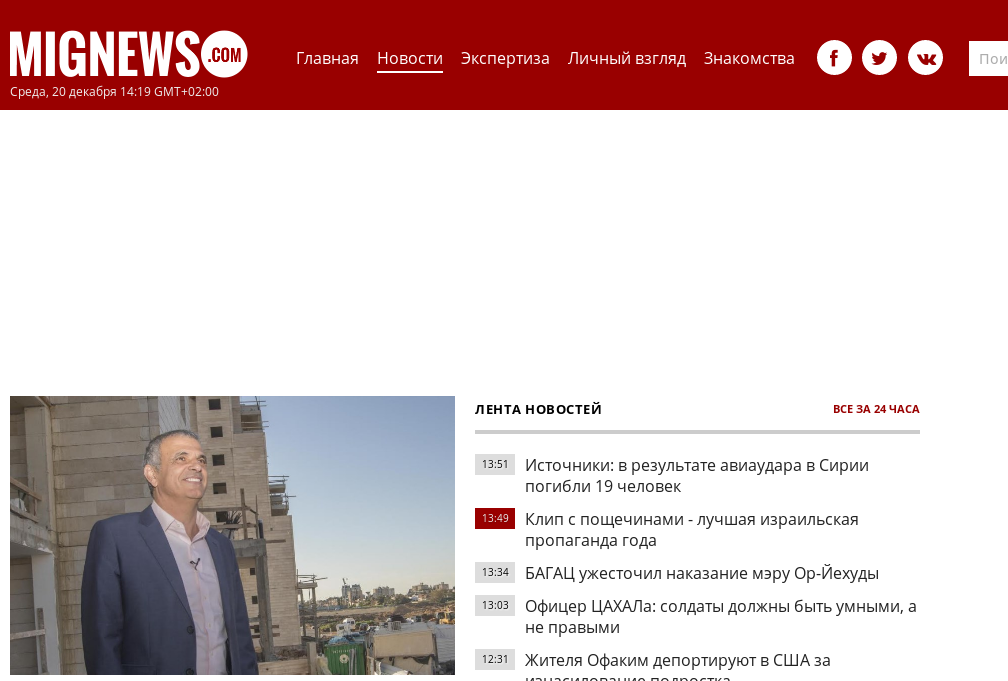 MIGNEWS.COM
Среда, 20 декабря 14:19 GMT+02:00
Главная Новости Экспертиза Личный взгляд Знакомства
Пои
ЛЕНТА НОВОСТЕЙ ВСЕ ЗА 24 ЧАСА
13:51 Источники: в результате авиаудара в Сирии
погибли 19 человек
13:49 Клип с пощечинами - лучшая израильская
пропаганда года
13:34 БАГАЦ ужесточил наказание мэру Ор-Йехуды
13:03 Офицер ЦАХАЛа: солдаты должны быть умными, а
не правыми
12:31 Жителя Офаким депортируют в США за
изнасилование подростка